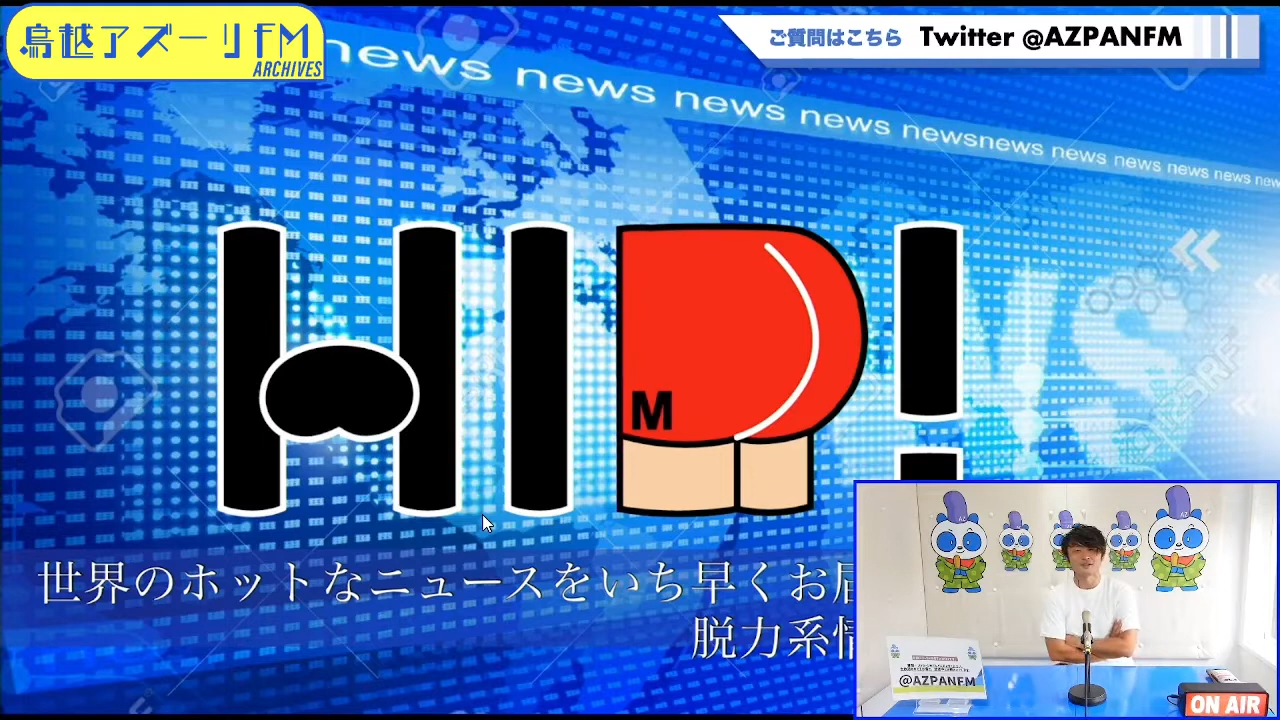 鳥越アズーリFM
ARCHIVES
ご質問はこちら Twitter @AZPANFM
news news news news newsnews news news news news new
HIP!
M
世界のホットなニュースをいち早くお届
脱力系情
@AZPANFM
ON AIR